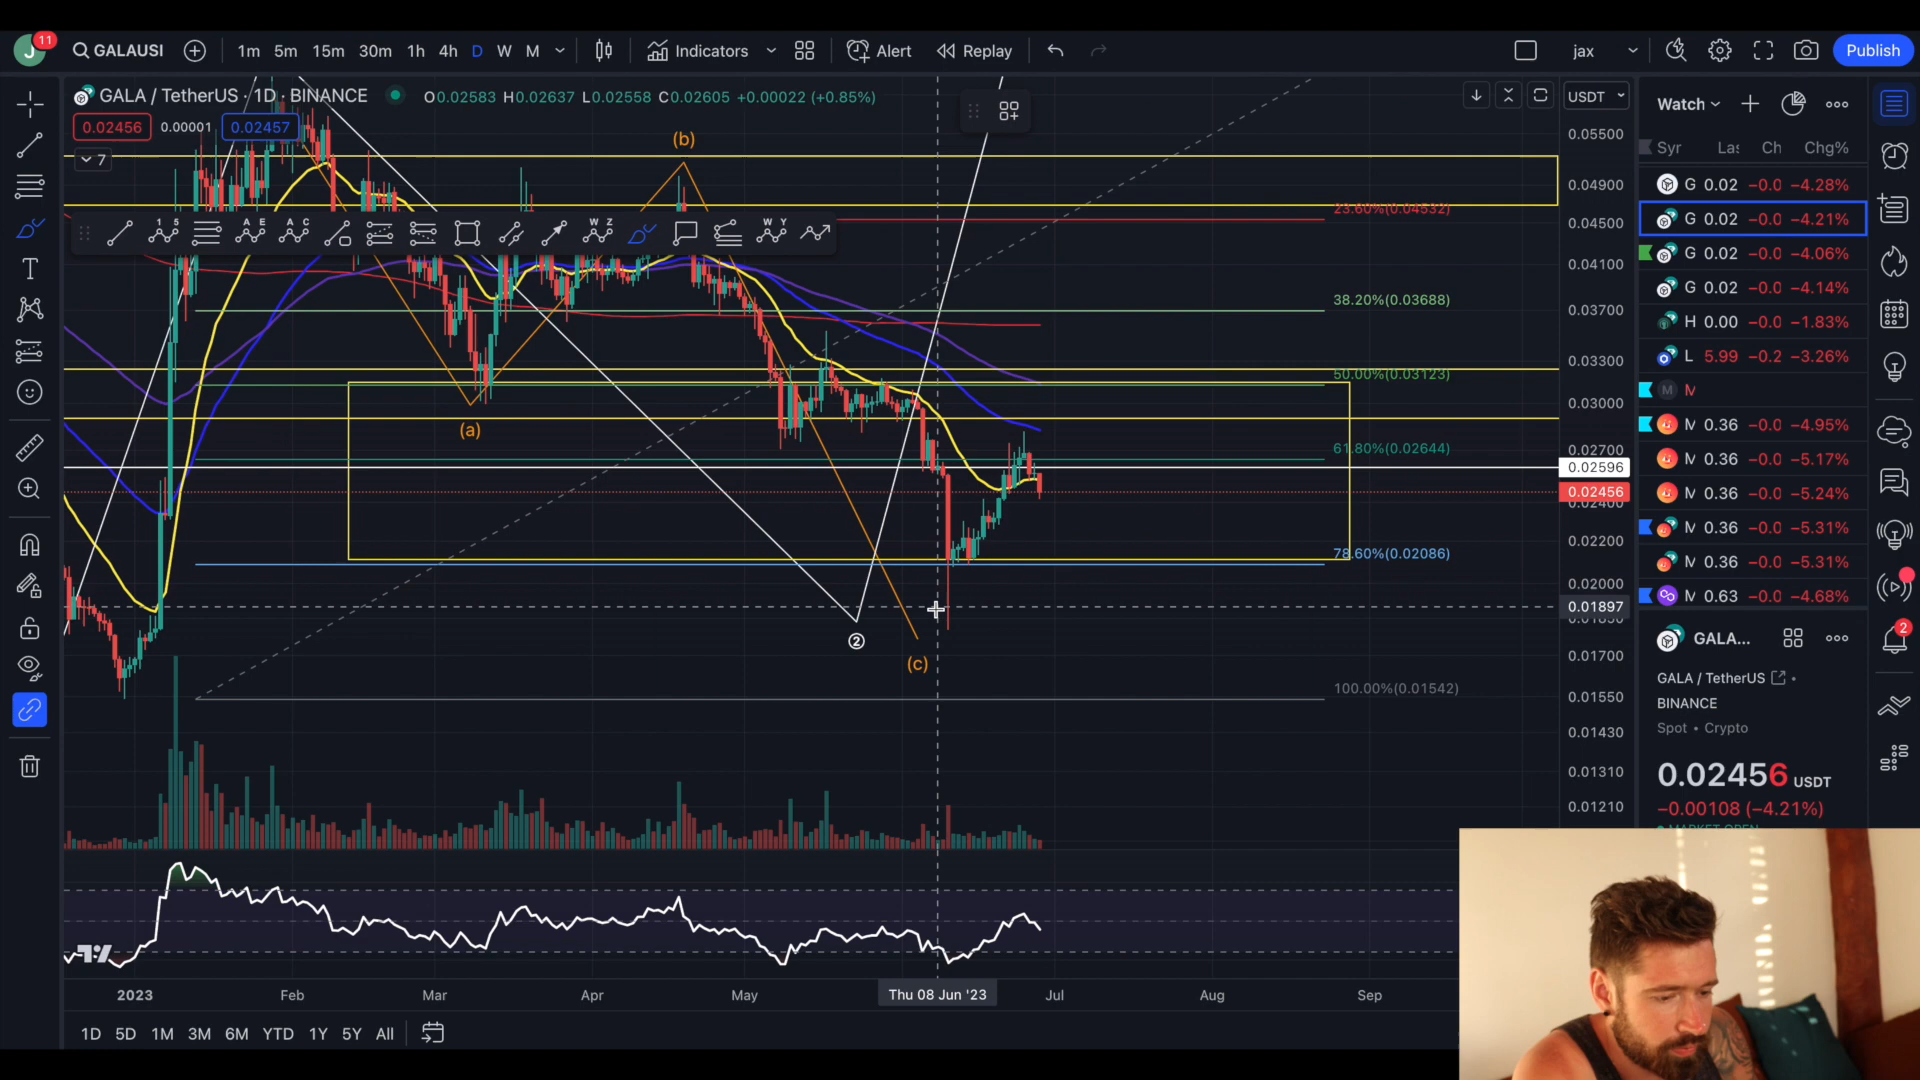 J 11 GALAUSI 1m 5m 15m 30m 1h 4h D W M Indicators Alert Replay jax Publish
GALA / TetherUS · 1D · BINANCE O0.02583 H0.02637 L0.02558 C0.02605 +0.00022 (+0.85%)
0.02456 0.00001 0.02457
7
USDT
0.05500
0.04900
0.04500
0.04100
0.03700
0.03300
0.03000
0.02700
0.02596
0.02456
0.02400
0.02200
0.02000
0.01897
0.01700
0.01550
0.01430
0.01310
0.01210
(b)
1 5 A E A C W Z W Y
23.60%(0.04532)
38.20%(0.03688)
50.00%(0.03123)
(a)
61.80%(0.02644)
78.60%(0.02086)
2
(c)
100.00%(0.01542)
2023 Feb Mar Apr May Thu 08 Jun '23 Jul Aug Sep
1D 5D 1M 3M 6M YTD 1Y 5Y All
Watch
Syr Las Ch Chg%
G 0.02 −0.0 −4.28%
G 0.02 −0.0 −4.21%
G 0.02 −0.0 −4.06%
G 0.02 −0.0 −4.14%
H 0.00 −0.0 −1.83%
L 5.99 −0.2 −3.26%
M M
M 0.36 −0.0 −4.95%
M 0.36 −0.0 −5.17%
M 0.36 −0.0 −5.24%
M 0.36 −0.0 −5.31%
M 0.36 −0.0 −5.31%
M 0.63 −0.0 −4.68%
GALA...
GALA / TetherUS
BINANCE
Spot • Crypto
0.02456 USDT
−0.00108 (−4.21%)
MARKET OPEN
2